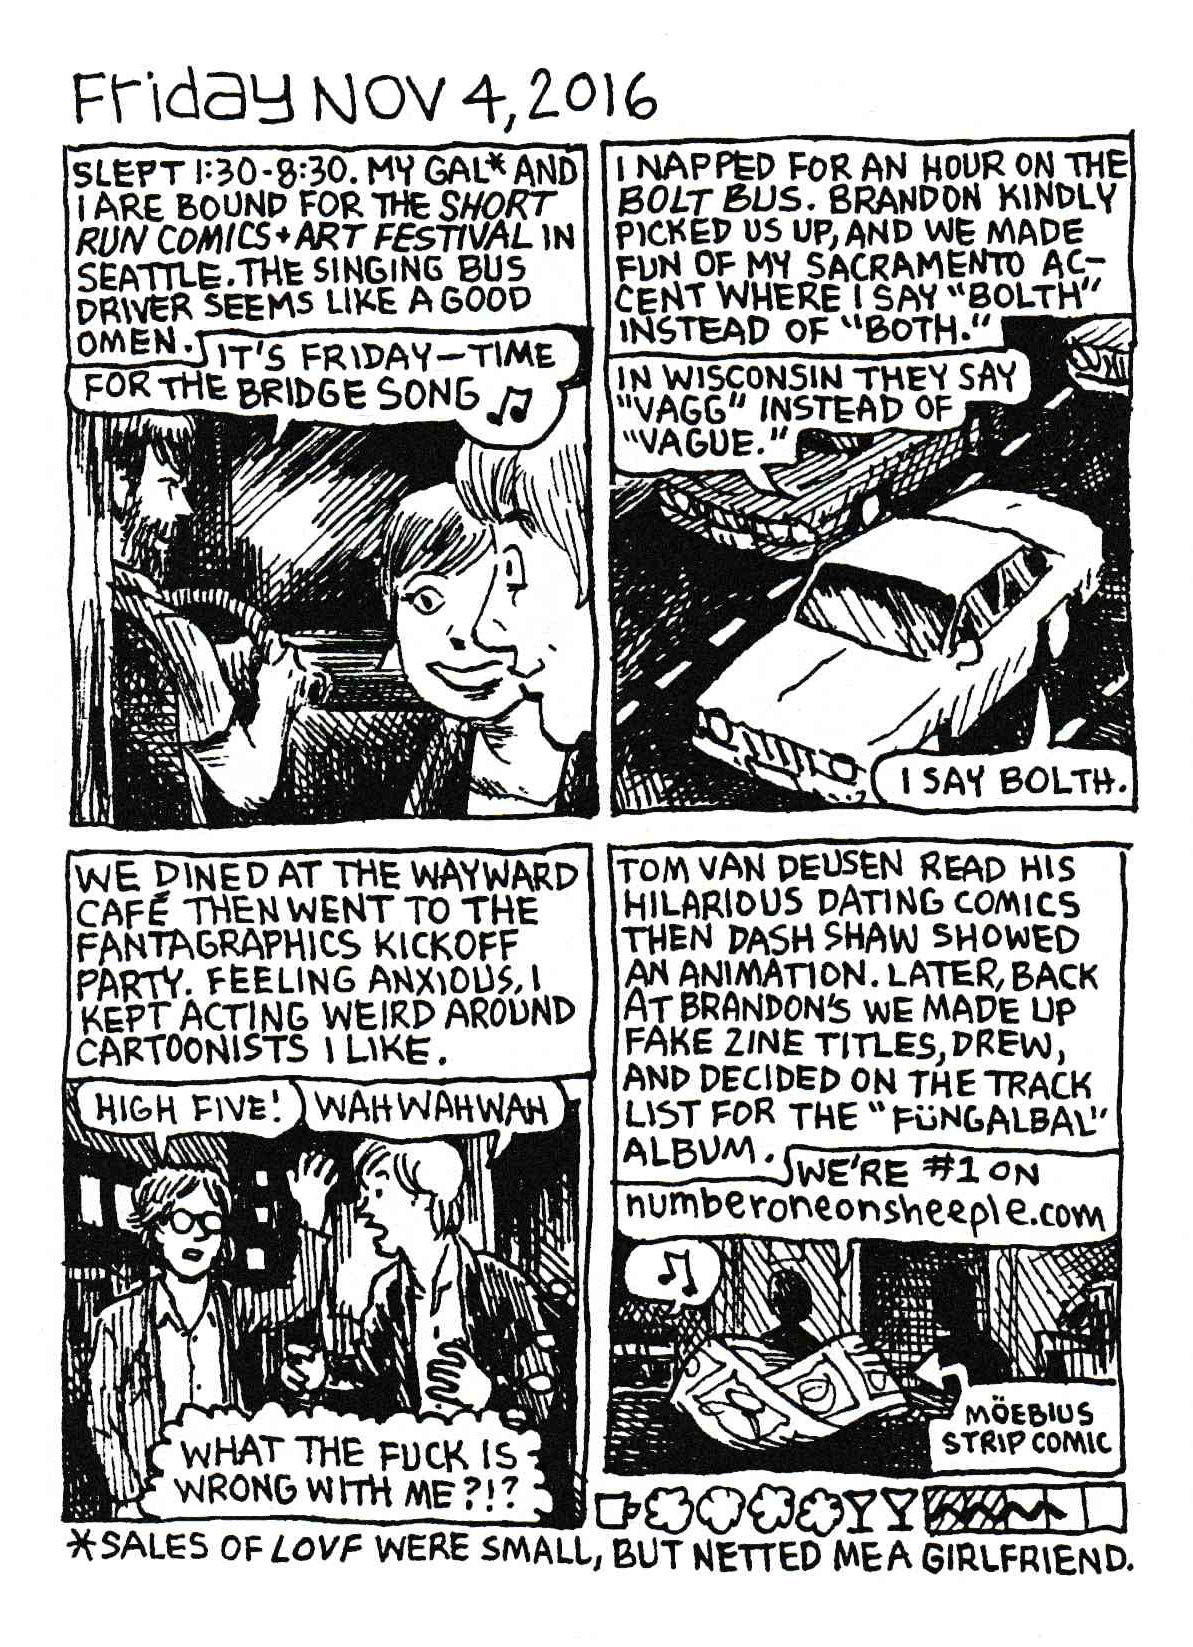 Friday NOV 4, 2016
SLEPT 1:30-8:30. MY GAL* AND
I ARE BOUND FOR THE SHORT
RUN COMICS + ART FESTIVAL IN
SEATTLE. THE SINGING BUS
DRIVER SEEMS LIKE A GOOD
OMEN.
IT'S FRIDAY—TIME
FOR THE BRIDGE SONG
I NAPPED FOR AN HOUR ON THE
BOLT BUS. BRANDON KINDLY
PICKED US UP, AND WE MADE
FUN OF MY SACRAMENTO AC-
CENT WHERE I SAY "BOLTH"
INSTEAD OF "BOTH."
IN WISCONSIN THEY SAY
"VAGG" INSTEAD OF
"VAGUE."
I SAY BOLTH.
WE DINED AT THE WAYWARD
CAFÉ THEN WENT TO THE
FANTAGRAPHICS KICKOFF
PARTY. FEELING ANXIOUS, I
KEPT ACTING WEIRD AROUND
CARTOONISTS I LIKE.
HIGH FIVE!
WAH WAH WAH
WHAT THE FUCK IS
WRONG WITH ME?!?
TOM VAN DEUSEN READ HIS
HILARIOUS DATING COMICS
THEN DASH SHAW SHOWED
AN ANIMATION. LATER, BACK
AT BRANDON'S WE MADE UP
FAKE ZINE TITLES, DREW,
AND DECIDED ON THE TRACK
LIST FOR THE "FÜNGALBAL"
ALBUM.
WE'RE #1 ON
numberoneonsheeple.com
MÖEBIUS
STRIP COMIC
*SALES OF LOVF WERE SMALL, BUT NETTED ME A GIRLFRIEND.